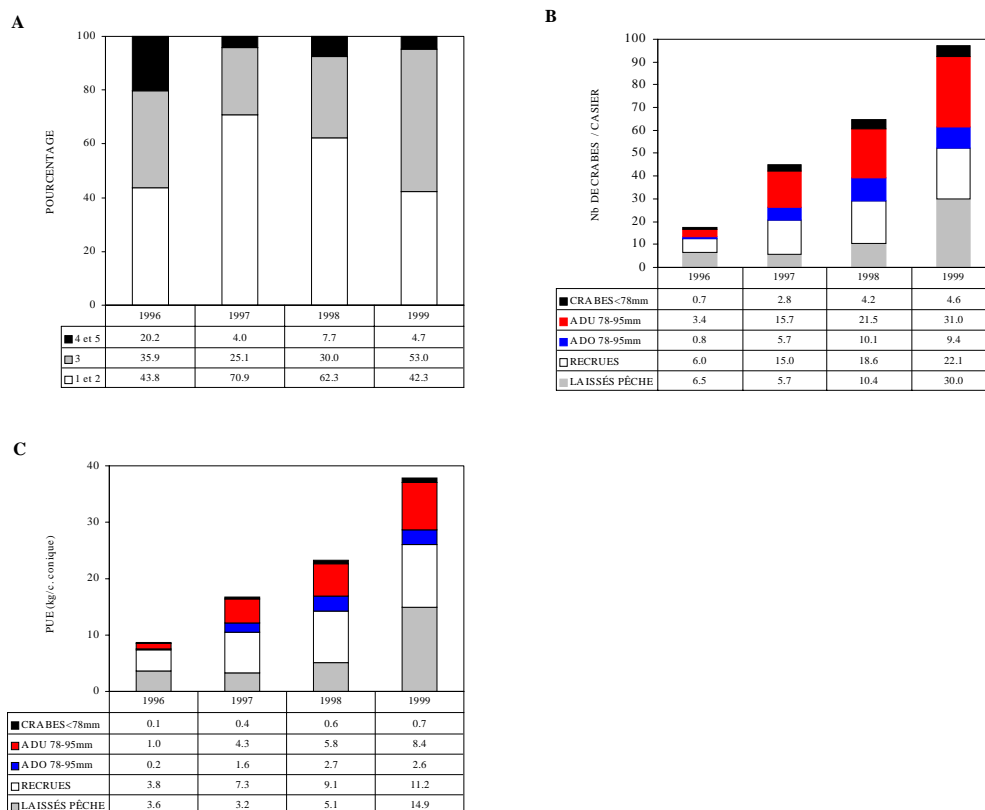 A
POURCENTAGE
100
80
60
40
20
0
1996 1997 1998 1999
4 et 5 20.2 4.0 7.7 4.7
3 35.9 25.1 30.0 53.0
1 et 2 43.8 70.9 62.3 42.3
B
Nb DE CRABES / CASIER
100
90
80
70
60
50
40
30
20
10
0
1996 1997 1998 1999
CRABES<78mm 0.7 2.8 4.2 4.6
ADU 78-95mm 3.4 15.7 21.5 31.0
ADO 78-95mm 0.8 5.7 10.1 9.4
RECRUES 6.0 15.0 18.6 22.1
LAISSÉS PÊCHE 6.5 5.7 10.4 30.0
C
PUE (kg/c. conique)
40
30
20
10
0
1996 1997 1998 1999
CRABES<78mm 0.1 0.4 0.6 0.7
ADU 78-95mm 1.0 4.3 5.8 8.4
ADO 78-95mm 0.2 1.6 2.7 2.6
RECRUES 3.8 7.3 9.1 11.2
LAISSÉS PÊCHE 3.6 3.2 5.1 14.9